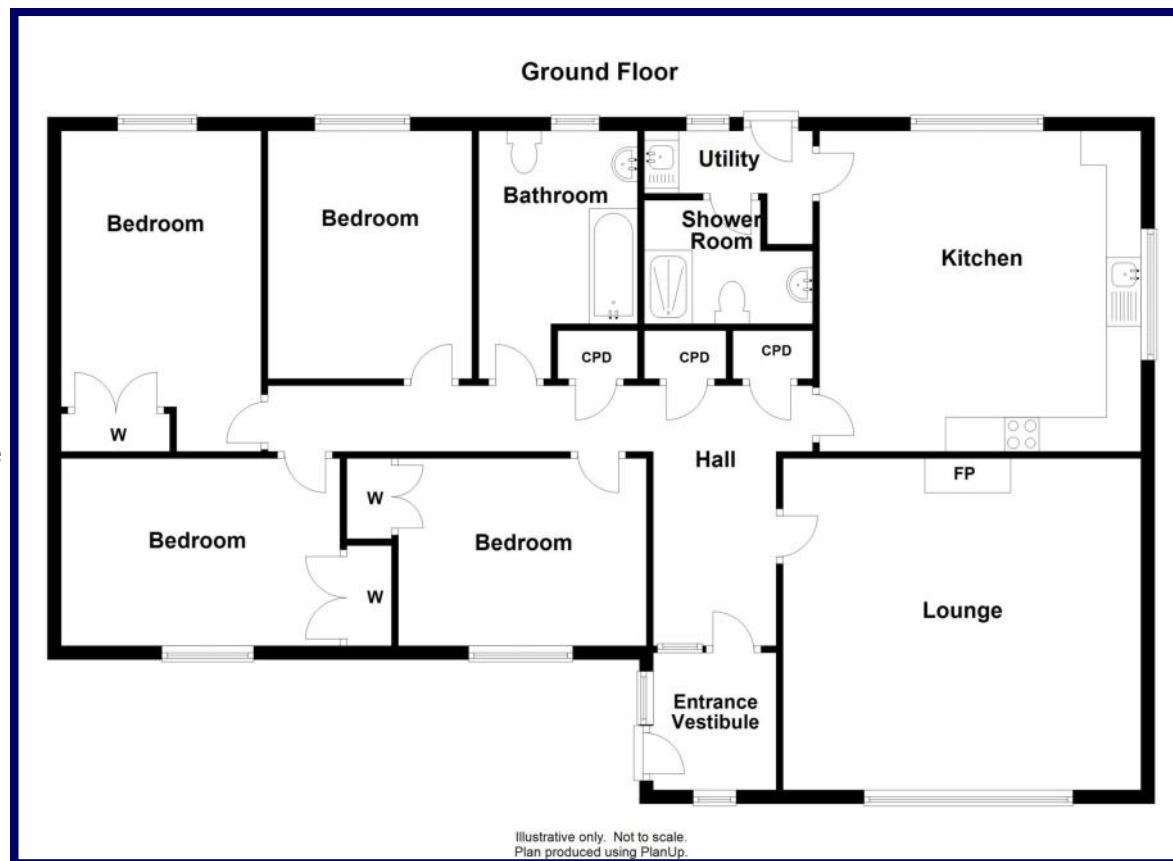 Ground Floor
Bedroom
Bedroom
Bathroom
Utility
Shower
Room
Kitchen
CPD
CPD
CPD
W
Hall
FP
W
Bedroom
Bedroom
W
Lounge
Entrance
Vestibule
Illustrative only. Not to scale.
Plan produced using PlanUp.